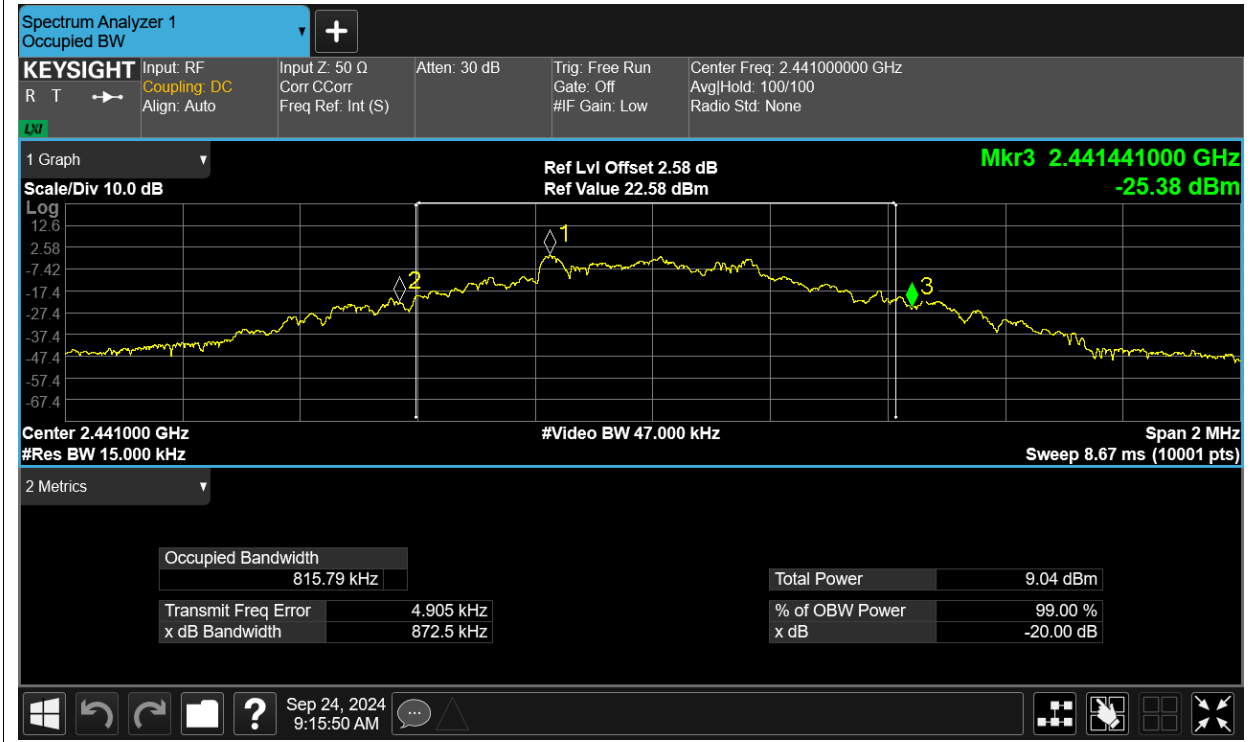 Spectrum Analyzer 1
Occupied BW
KEYSIGHT
R T
LXI
Input: RF
Coupling: DC
Align: Auto
Input Z: 50 Ω
Corr CCorr
Freq Ref: Int (S)
Atten: 30 dB
Trig: Free Run
Gate: Off
#IF Gain: Low
Center Freq: 2.441000000 GHz
Avg|Hold: 100/100
Radio Std: None
1 Graph
Scale/Div 10.0 dB
Ref Lvl Offset 2.58 dB
Ref Value 22.58 dBm
Mkr3 2.441441000 GHz
-25.38 dBm
Log
12.6
2.58
-7.42
-17.4
-27.4
-37.4
-47.4
-57.4
-67.4
1
2
3
Center 2.441000 GHz
#Res BW 15.000 kHz
#Video BW 47.000 kHz
Span 2 MHz
Sweep 8.67 ms (10001 pts)
2 Metrics
Occupied Bandwidth
815.79 kHz
Transmit Freq Error 4.905 kHz
x dB Bandwidth 872.5 kHz
Total Power 9.04 dBm
% of OBW Power 99.00 %
x dB -20.00 dB
?
Sep 24, 2024
9:15:50 AM